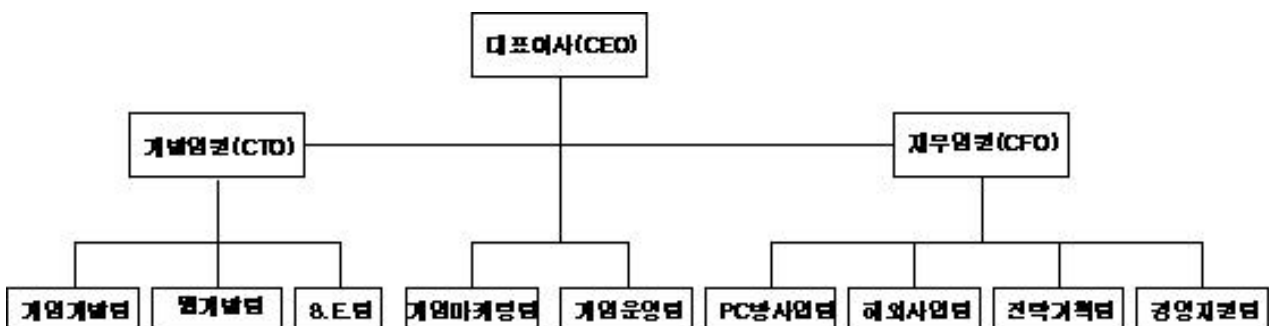 대표이사(CEO)
개발임원(CTO)
재무임원(CFO)
게임개발팀
웹개발팀
S.E.팀
게임마케팅팀
게임운영팀
PC방사업팀
해외사업팀
전략기획팀
경영지원팀